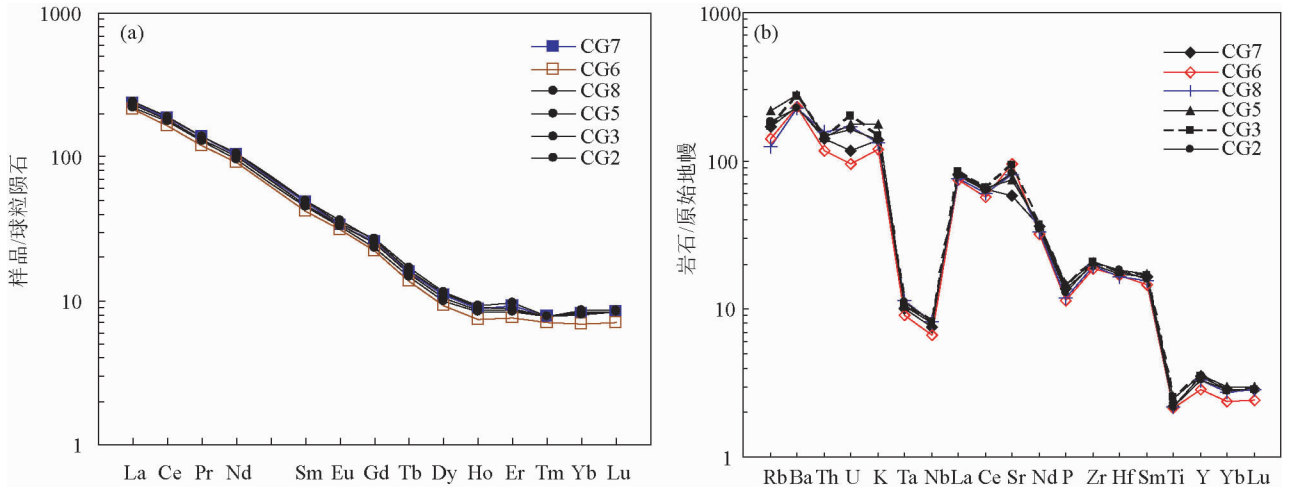 (a)
1000
100
10
1
样品/球粒陨石
CG7
CG6
CG8
CG5
CG3
CG2
La Ce Pr Nd Sm Eu Gd Tb Dy Ho Er Tm Yb Lu
(b)
1000
100
10
1
岩石/原始地幔
CG7
CG6
CG8
CG5
CG3
CG2
Rb Ba Th U K Ta Nb La Ce Sr Nd P Zr Hf Sm Ti Y Yb Lu